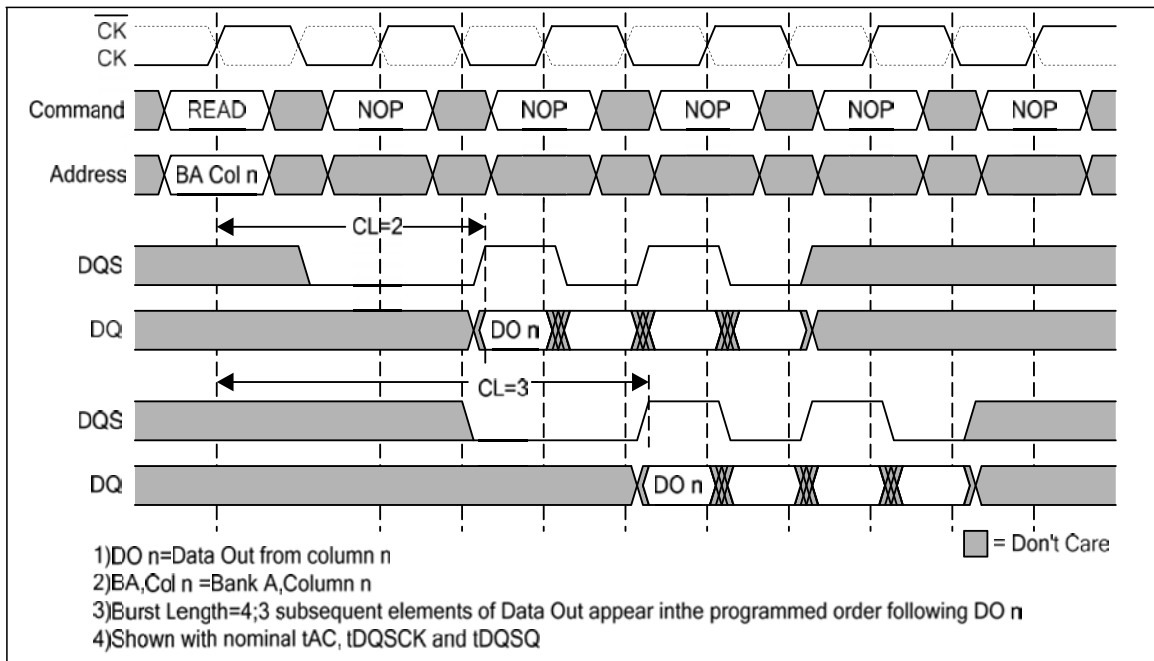 CK
CK
Command READ NOP NOP NOP NOP NOP
Address BA Col n
CL=2
DQS
DQ DO n
CL=3
DQS
DQ DO n
= Don't Care
1)DO n=Data Out from column n
2)BA,Col n =Bank A,Column n
3)Burst Length=4;3 subsequent elements of Data Out appear inthe programmed order following DO n
4)Shown with nominal tAC, tDQSCK and tDQSQ